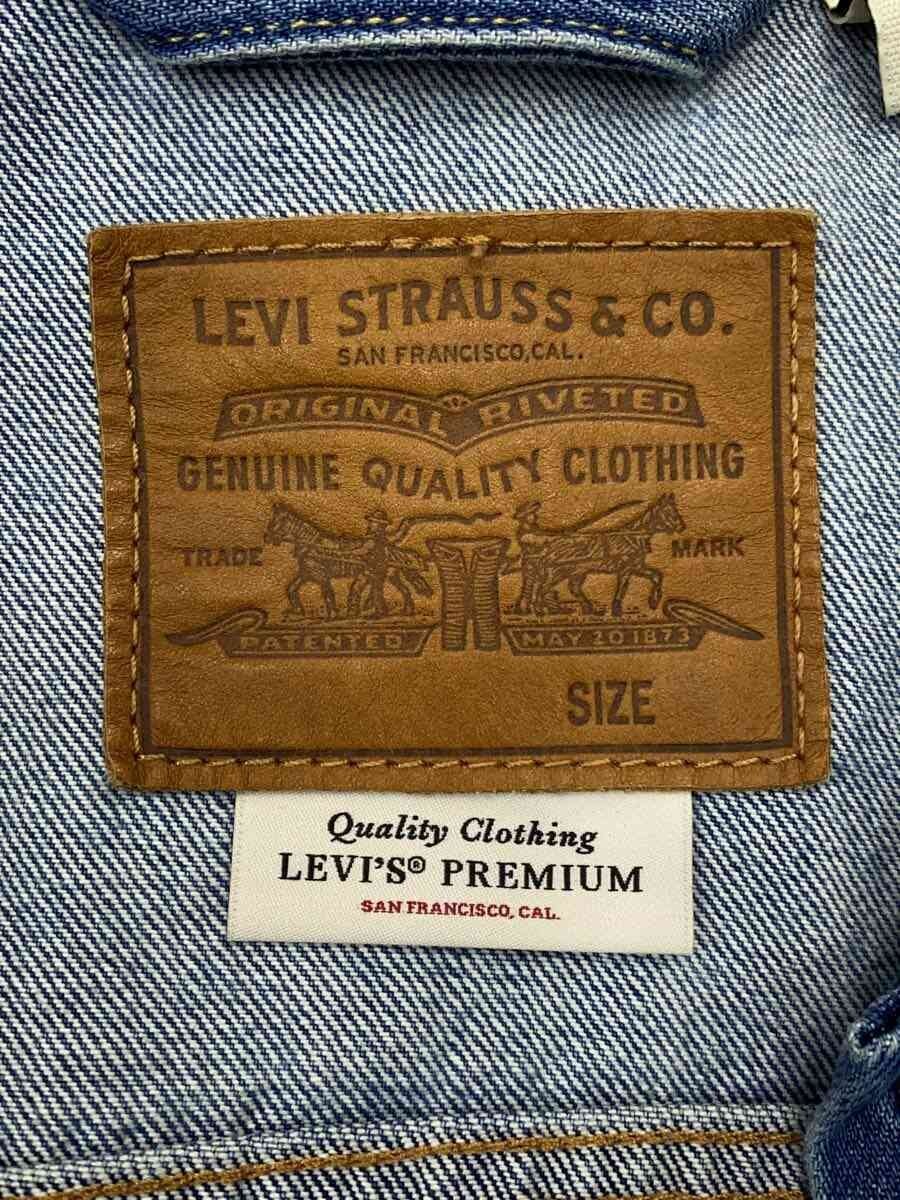 LEVI STRAUSS & CO.
SAN FRANCISCO, CAL.
ORIGINAL RIVETED
GENUINE QUALITY CLOTHING
TRADE MARK
PATENTED MAY 20 1873
SIZE
Quality Clothing
LEVI'S® PREMIUM
SAN FRANCISCO, CAL.